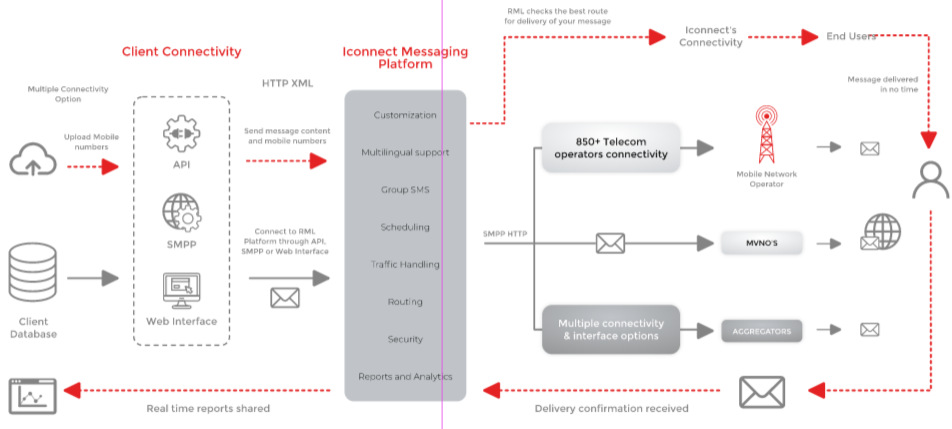 RML checks the best route
for delivery of your message
Iconnect's
Connectivity
End Users
Client Connectivity
Iconnect Messaging
Platform
Message delivered
in no time
Multiple Connectivity
Option
HTTP XML
Upload Mobile
numbers
API
Send message content
and mobile numbers
Customization
Multilingual support
Group SMS
Scheduling
Traffic Handling
Routing
Security
Reports and Analytics
850+ Telecom
operators connectivity
Mobile Network
Operator
SMPP
Connect to RML
Platform through API,
SMPP or Web Interface
SMPP HTTP
MVNO'S
Web Interface
Client
Database
Multiple connectivity
& interface options
AGGREGATORS
Real time reports shared
Delivery confirmation received